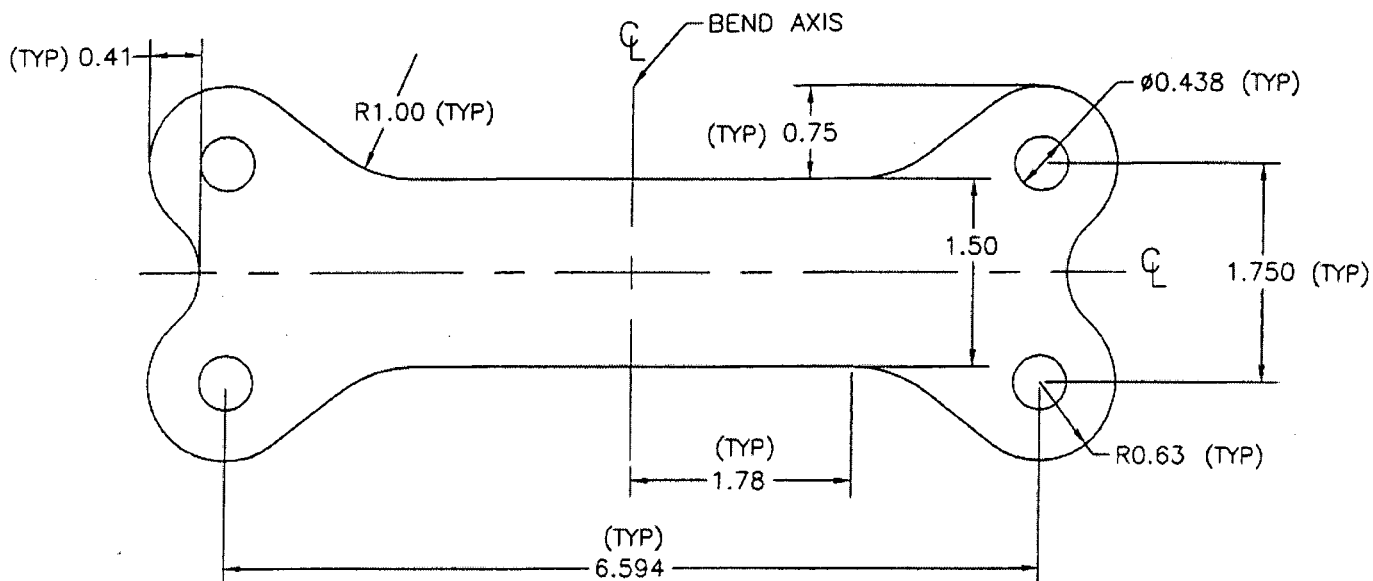 BEND AXIS
℄
(TYP) 0.41
R1.00 (TYP)
(TYP) 0.75
ø0.438 (TYP)
1.50
℄
1.750 (TYP)
(TYP)
1.78
R0.63 (TYP)
(TYP)
6.594